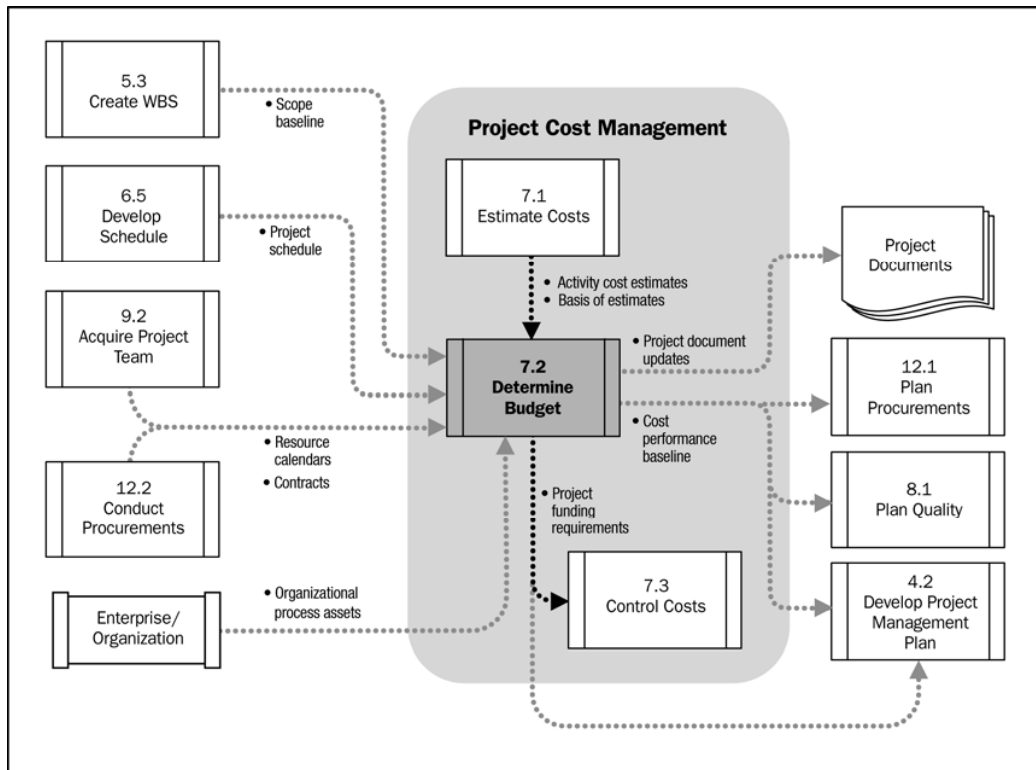 5.3
Create WBS
• Scope
baseline
6.5
Develop
Schedule
• Project
schedule
9.2
Acquire Project
Team
12.2
Conduct
Procurements
• Resource
calendars
• Contracts
Enterprise/
Organization
• Organizational
process assets
Project Cost Management
7.1
Estimate Costs
• Activity cost estimates
• Basis of estimates
7.2
Determine
Budget
• Project document
updates
• Cost
performance
baseline
• Project
funding
requirements
7.3
Control Costs
Project
Documents
12.1
Plan
Procurements
8.1
Plan Quality
4.2
Develop Project
Management
Plan